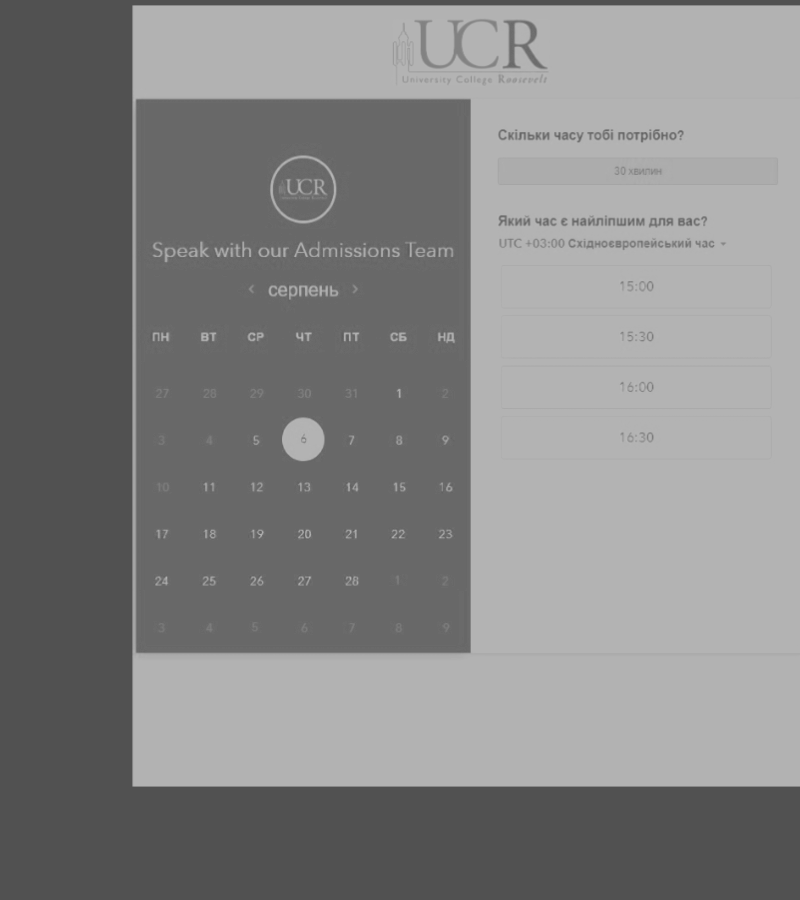 UCR
University College Roosevelt
UCR
Speak with our Admissions Team
‹ серпень ›
ПН ВТ СР ЧТ ПТ СБ НД
27 28 29 30 31 1 2
3 4 5 6 7 8 9
10 11 12 13 14 15 16
17 18 19 20 21 22 23
24 25 26 27 28 1 2
3 4 5 6 7 8 9
Скільки часу тобі потрібно?
30 хвилин
Який час є найліпшим для вас?
UTC +03:00 Східноєвропейський час
15:00
15:30
16:00
16:30